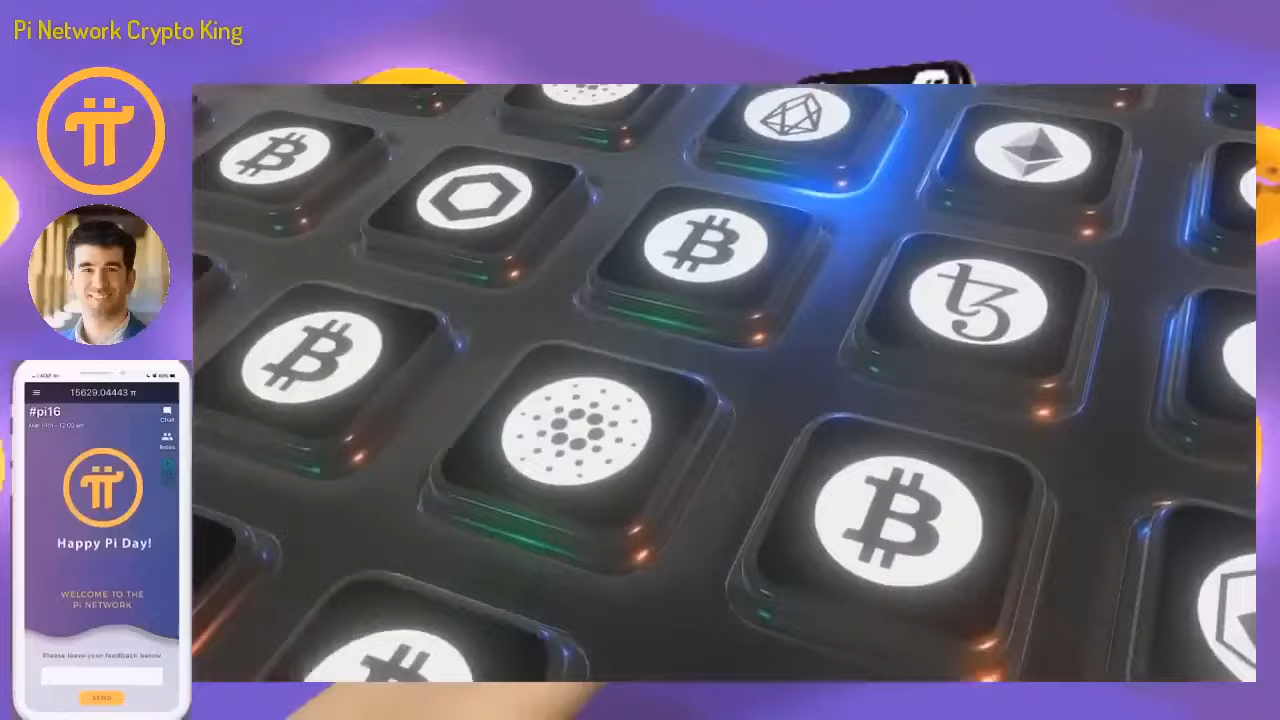 Pi Network Crypto King
15629.04443 π
#pi16
Chat
Roles
Happy Pi Day!
WELCOME TO THE
Pi NETWORK
Please leave your feedback below
SEND